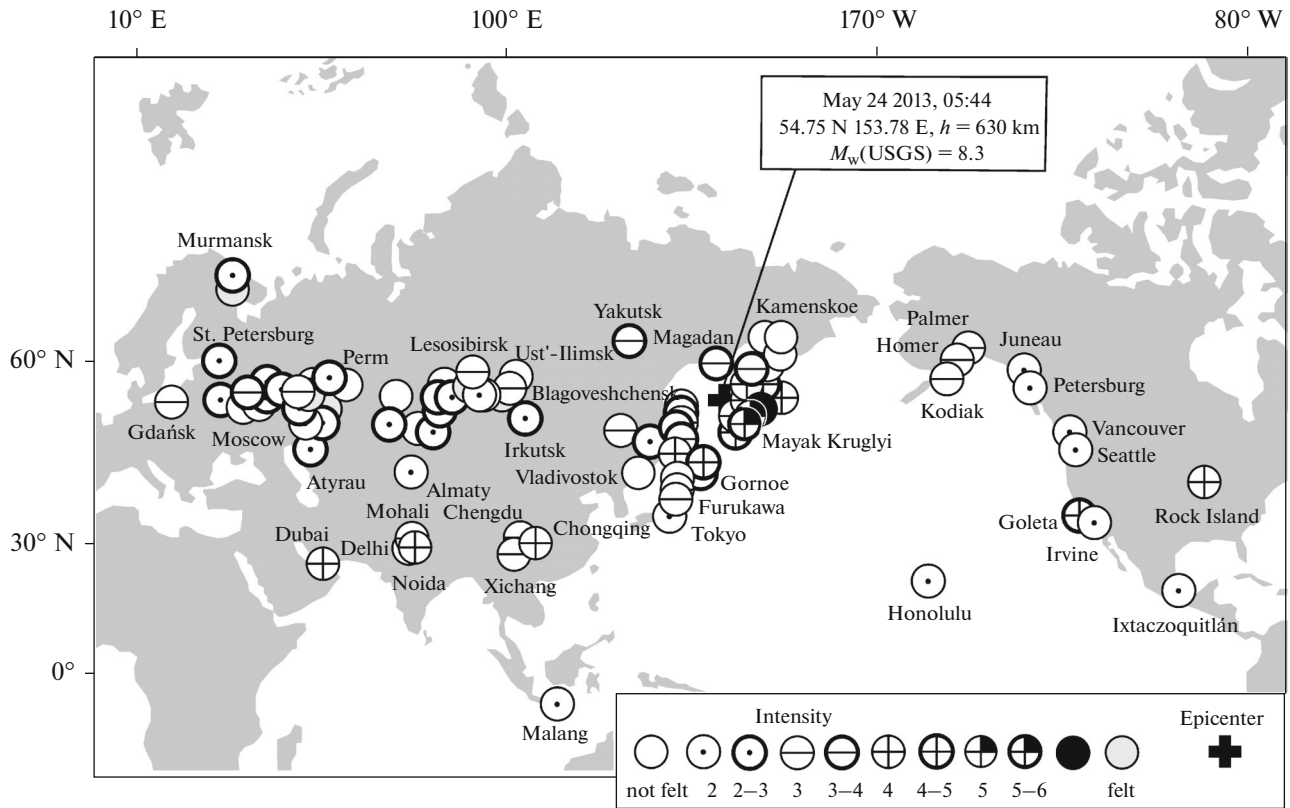 10° E 100° E 170° W 80° W
May 24 2013, 05:44
54.75 N 153.78 E, h = 630 km
Mw(USGS) = 8.3
Murmansk
Kamenskoe
Yakutsk
Palmer
St. Petersburg
Magadan
Juneau
Lesosibirsk
Homer
Perm
Ust'-Ilimsk
60° N
Blagoveshchensk
Petersburg
Kodiak
Gdańsk
Vancouver
Moscow
Mayak Kruglyi
Irkutsk
Seattle
Vladivostok
Atyrau
Gornoe
Almaty
Furukawa
Mohali
Chengdu
Rock Island
Goleta
Chongqing
Tokyo
Dubai
30° N
Delhi
Irvine
Noida
Xichang
Honolulu
Ixtaczoquitlán
0°
Malang
Intensity
Epicenter
not felt 2 2–3 3 3–4 4 4–5 5 5–6 felt